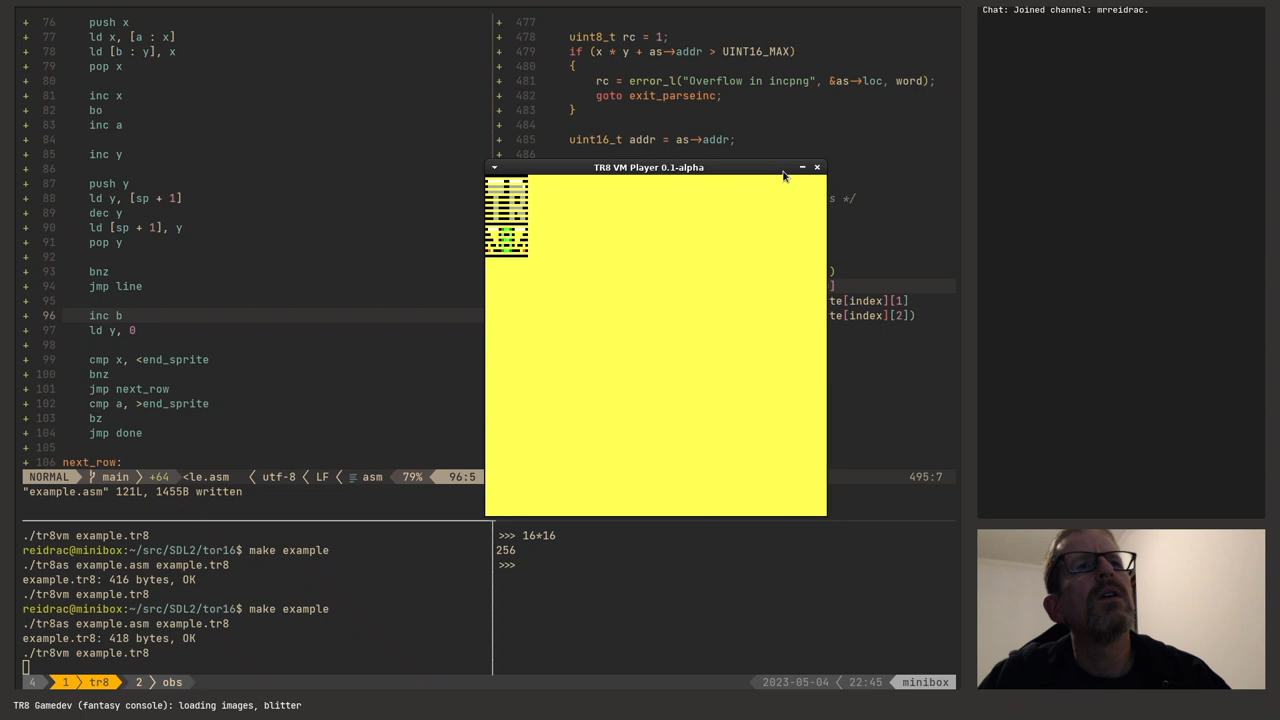 Chat: Joined channel: mrreidrac.
+ 76 push x
+ 77 ld x, [a : x]
+ 78 ld [b : y], x
+ 79 pop x
+ 80
+ 81 inc x
+ 82 bo
+ 83 inc a
+ 84
+ 85 inc y
+ 86
+ 87 push y
+ 88 ld y, [sp + 1]
+ 89 dec y
+ 90 ld [sp + 1], y
+ 91 pop y
+ 92
+ 93 bnz
+ 94 jmp line
+ 95
+ 96 inc b
+ 97 ld y, 0
+ 98
+ 99 cmp x, <end_sprite
+ 100 bnz
+ 101 jmp next_row
+ 102 cmp a, >end_sprite
+ 103 bz
+ 104 jmp done
+ 105
+ 106 next_row:
NORMAL main +64 <le.asm utf-8 LF asm 79% 96:5
"example.asm" 121L, 1455B written
+ 477
+ 478 uint8_t rc = 1;
+ 479 if (x * y + as->addr > UINT16_MAX)
+ 480 {
+ 481 rc = error_l("Overflow in incpng", &as->loc, word);
+ 482 goto exit_parseinc;
+ 483 }
+ 484
+ 485 uint16_t addr = as->addr;
+ 486
TR8 VM Player 0.1-alpha
s */
)
]
te[index][1]
te[index][2])
495:7
./tr8vm example.tr8
reidrac@minibox:~/src/SDL2/tor16$ make example
./tr8as example.asm example.tr8
example.tr8: 416 bytes, OK
./tr8vm example.tr8
reidrac@minibox:~/src/SDL2/tor16$ make example
./tr8as example.asm example.tr8
example.tr8: 418 bytes, OK
./tr8vm example.tr8
>>> 16*16
256
>>>
4 1 tr8 2 obs 2023-05-04 22:45 minibox
TR8 Gamedev (fantasy console): loading images, blitter